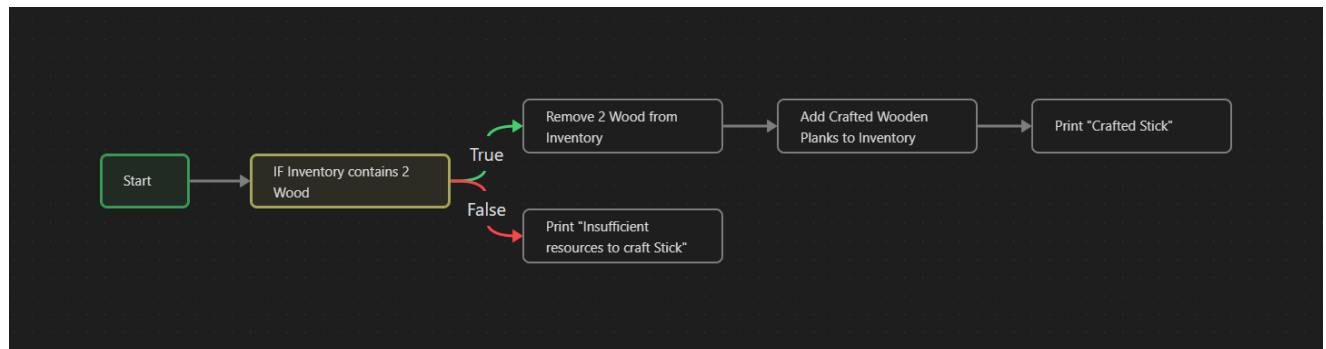 Start
IF Inventory contains 2
Wood
True
False
Remove 2 Wood from
Inventory
Add Crafted Wooden
Planks to Inventory
Print "Crafted Stick"
Print "Insufficient
resources to craft Stick"